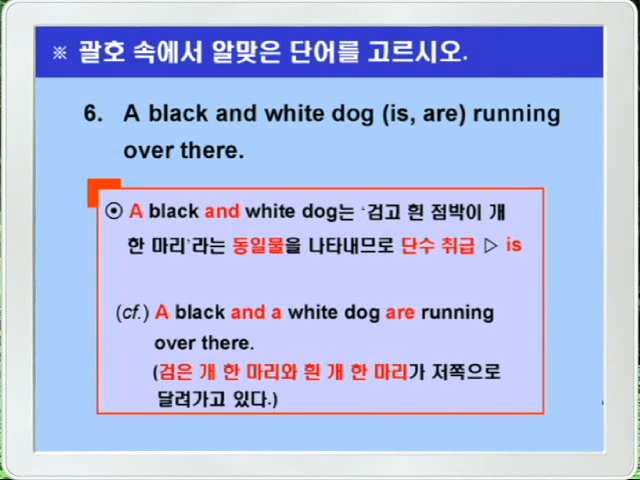 ※ 괄호 속에서 알맞은 단어를 고르시오.
6. A black and white dog (is, are) running
over there.
⊙ A black and white dog는 ‘검고 흰 점박이 개
한 마리’라는 동일물을 나타내므로 단수 취급 ▷ is
(cf.) A black and a white dog are running
over there.
(검은 개 한 마리와 흰 개 한 마리가 저쪽으로
달려가고 있다.)